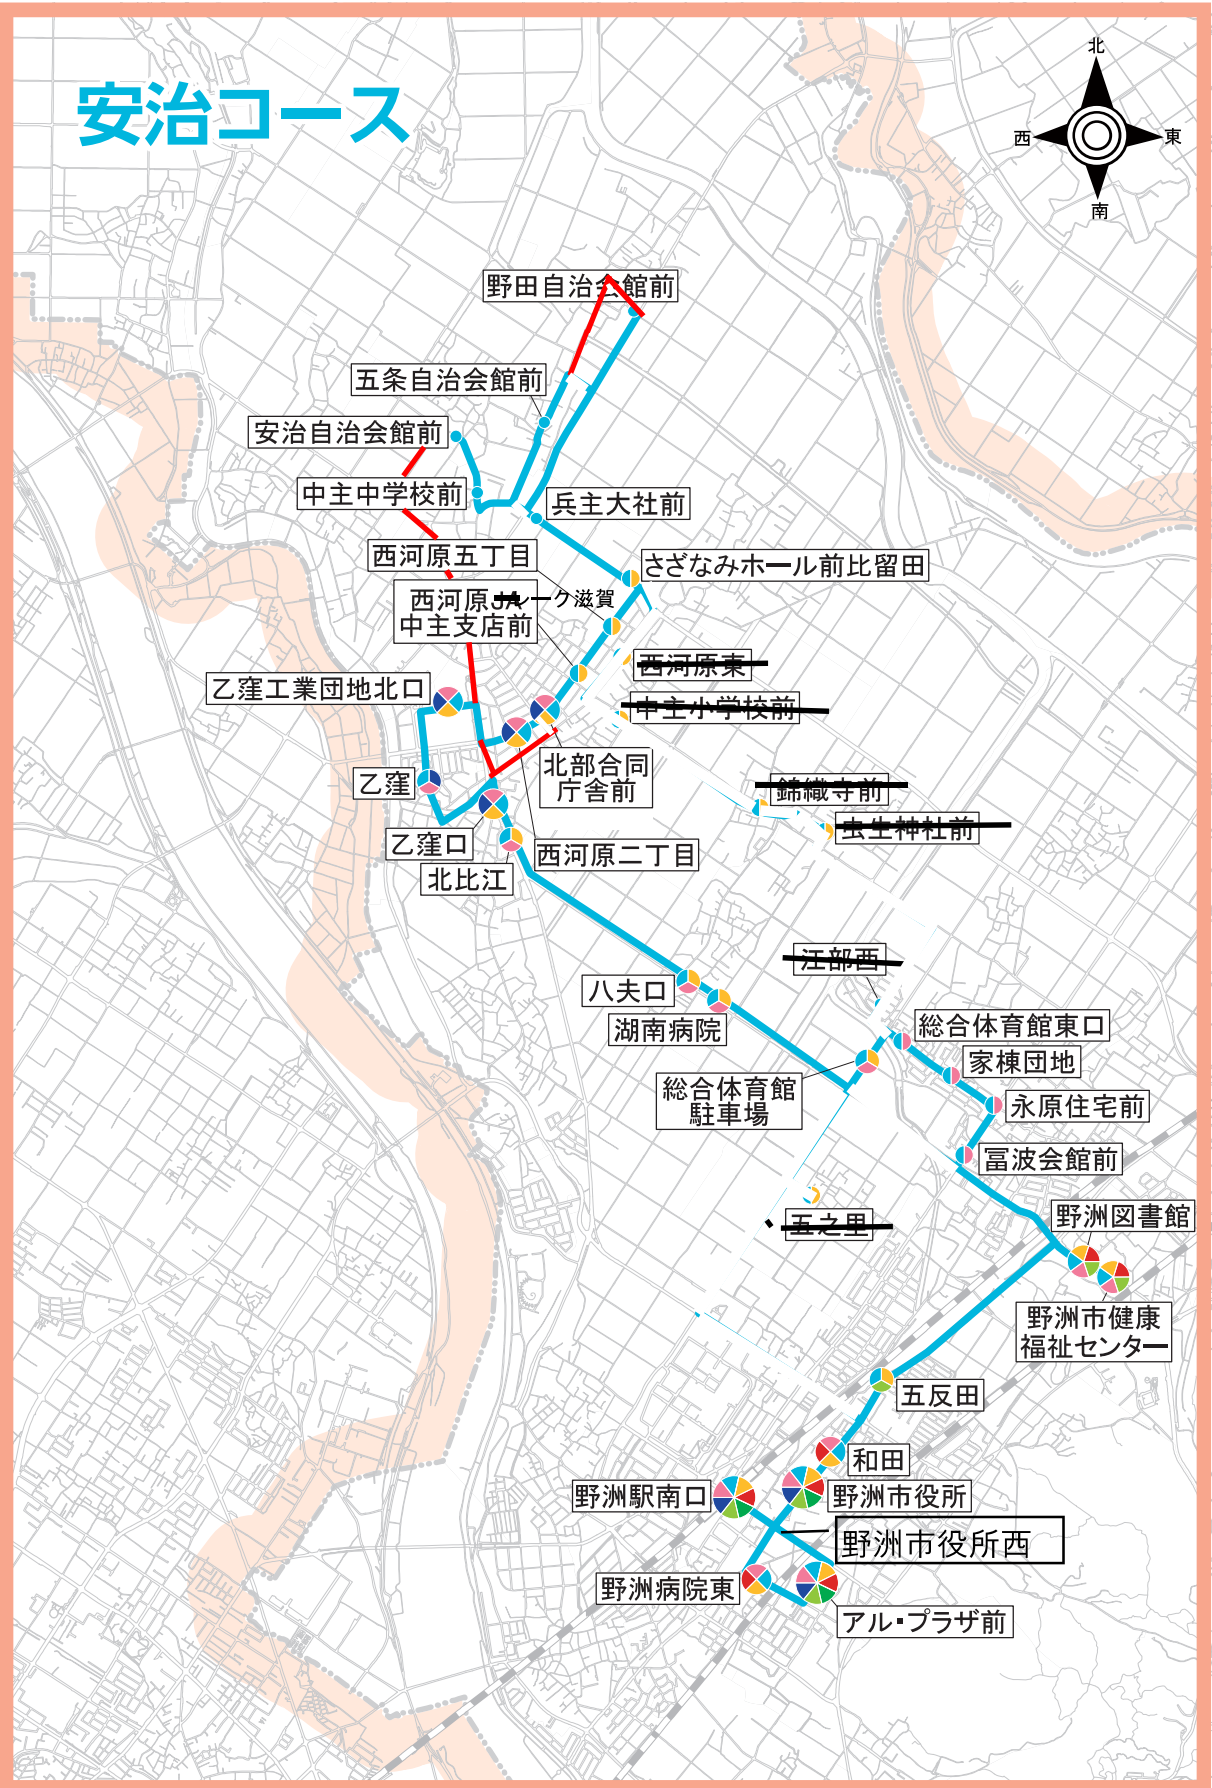 安治コース
北
西
東
南
野田自治会館前
五条自治会館前
安治自治会館前
中主中学校前
兵主大社前
西河原五丁目
さざなみホール前比留田
西河原JAレーク滋賀
中主支店前
西河原東
乙窪工業団地北口
中主小学校前
北部合同
庁舎前
乙窪
錦織寺前
虫生神社前
乙窪口
西河原二丁目
北比江
江部西
八夫口
湖南病院
総合体育館東口
家棟団地
総合体育館
駐車場
永原住宅前
冨波会館前
五之里
野洲図書館
野洲市健康
福祉センター
五反田
和田
野洲駅南口
野洲市役所
野洲市役所西
野洲病院東
アル・プラザ前